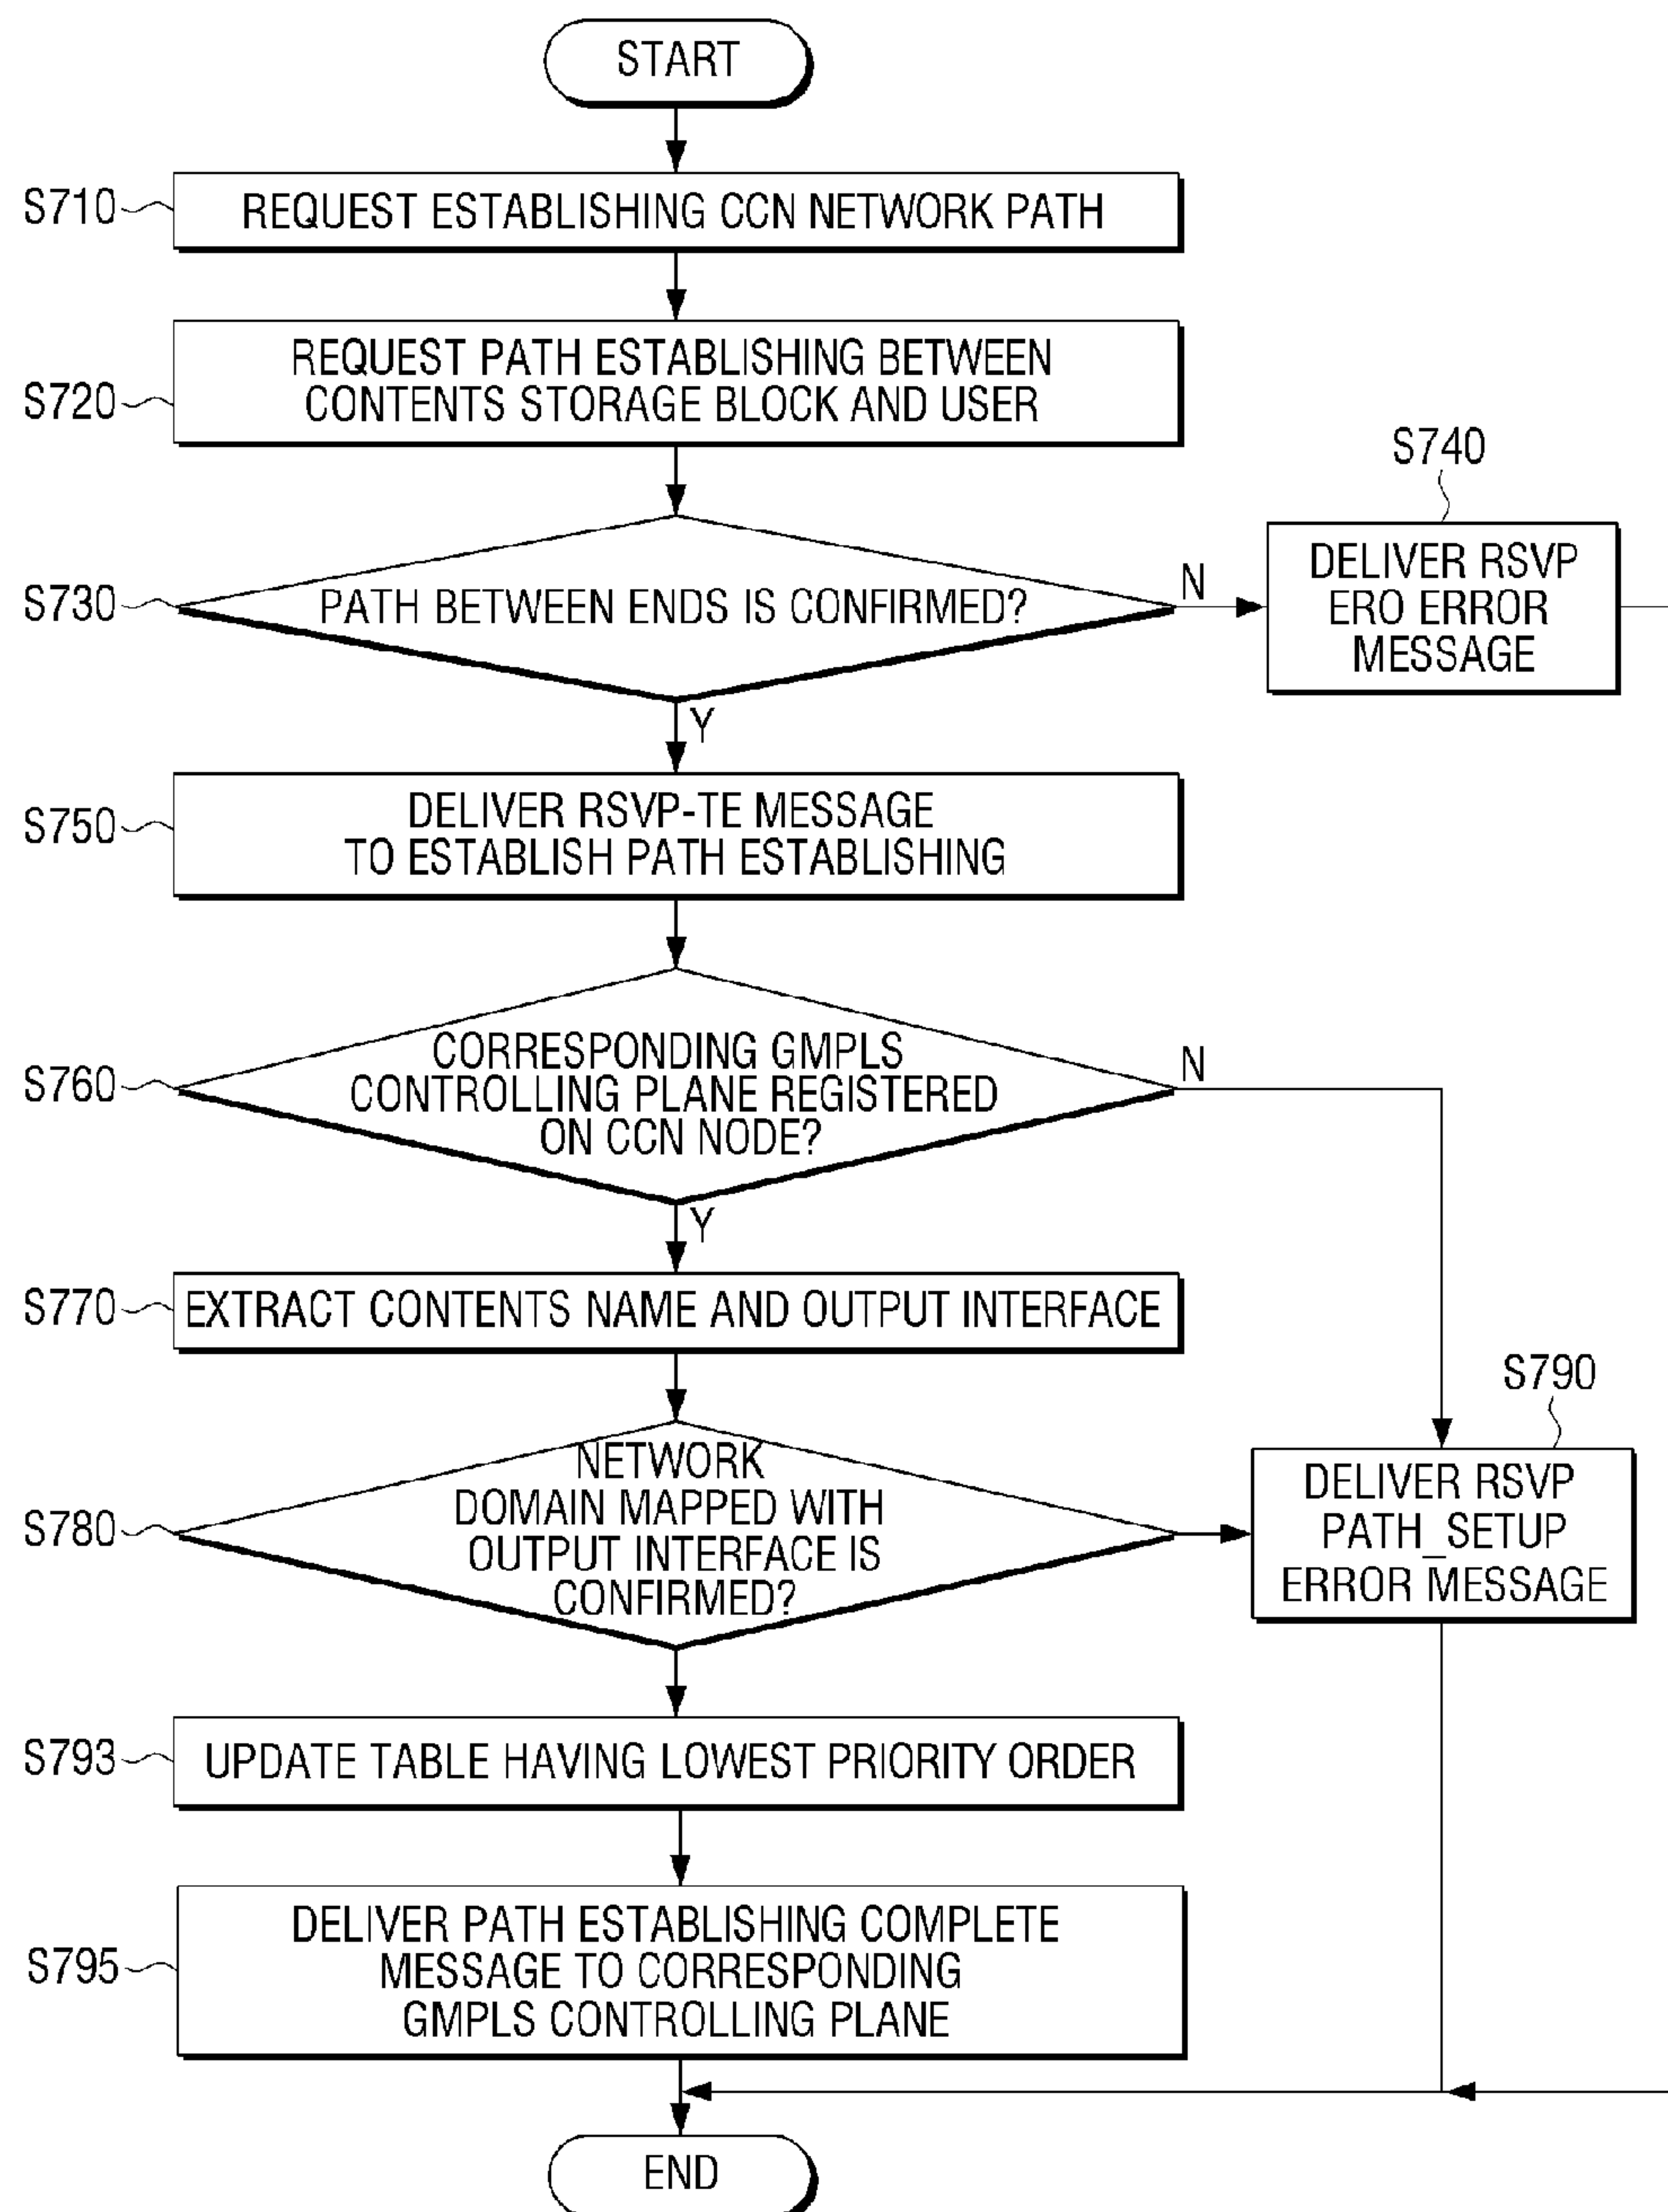 START
S710
REQUEST ESTABLISHING CCN NETWORK PATH
S720
REQUEST PATH ESTABLISHING BETWEEN
CONTENTS STORAGE BLOCK AND USER
S730
PATH BETWEEN ENDS IS CONFIRMED?
N
Y
S740
DELIVER RSVP
ERO ERROR
MESSAGE
S750
DELIVER RSVP-TE MESSAGE
TO ESTABLISH PATH ESTABLISHING
S760
CORRESPONDING GMPLS
CONTROLLING PLANE REGISTERED
ON CCN NODE?
N
Y
S770
EXTRACT CONTENTS NAME AND OUTPUT INTERFACE
S780
NETWORK
DOMAIN MAPPED WITH
OUTPUT INTERFACE IS
CONFIRMED?
S790
DELIVER RSVP
PATH_SETUP
ERROR MESSAGE
S793
UPDATE TABLE HAVING LOWEST PRIORITY ORDER
S795
DELIVER PATH ESTABLISHING COMPLETE
MESSAGE TO CORRESPONDING
GMPLS CONTROLLING PLANE
END